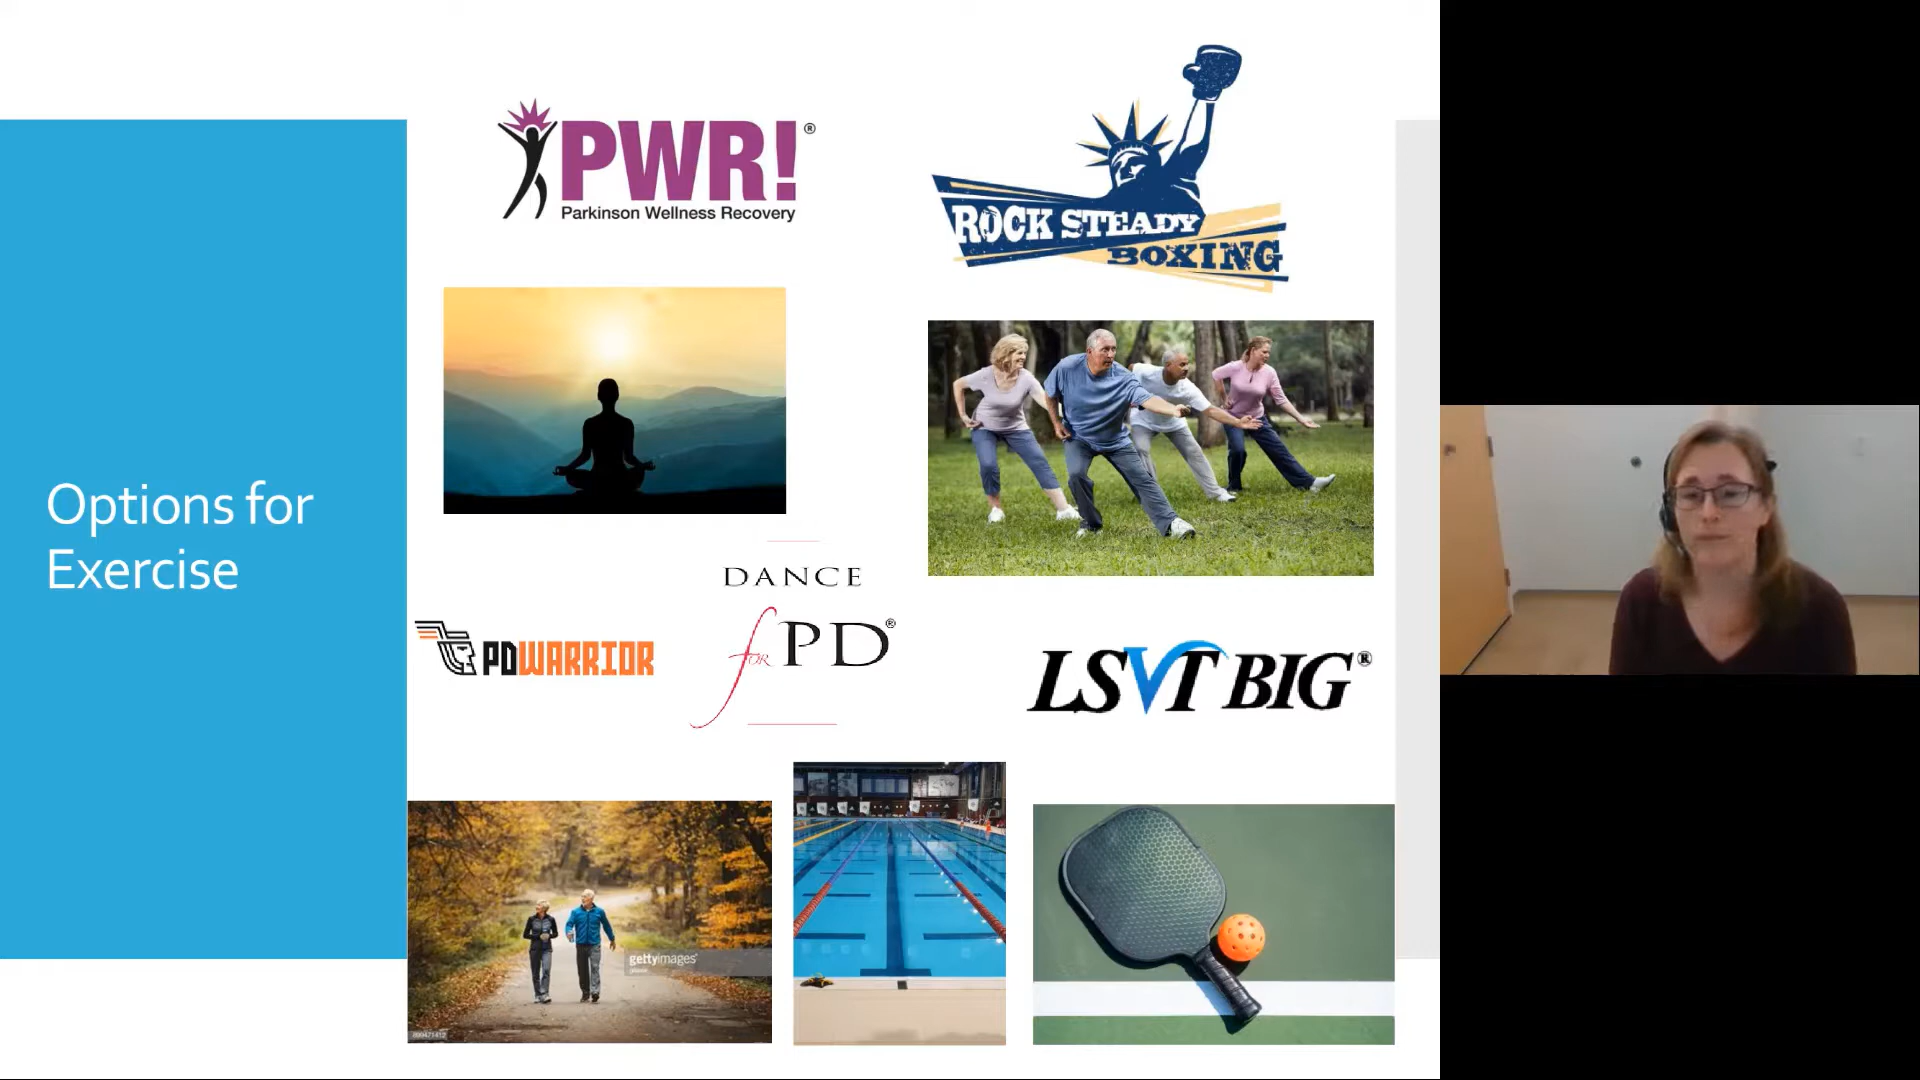 Options for
Exercise
PWR!®
Parkinson Wellness Recovery
ROCK STEADY
BOXING
DANCE
FOR PD®
PDWARRIOR
LSVT BIG®
gettyimages®